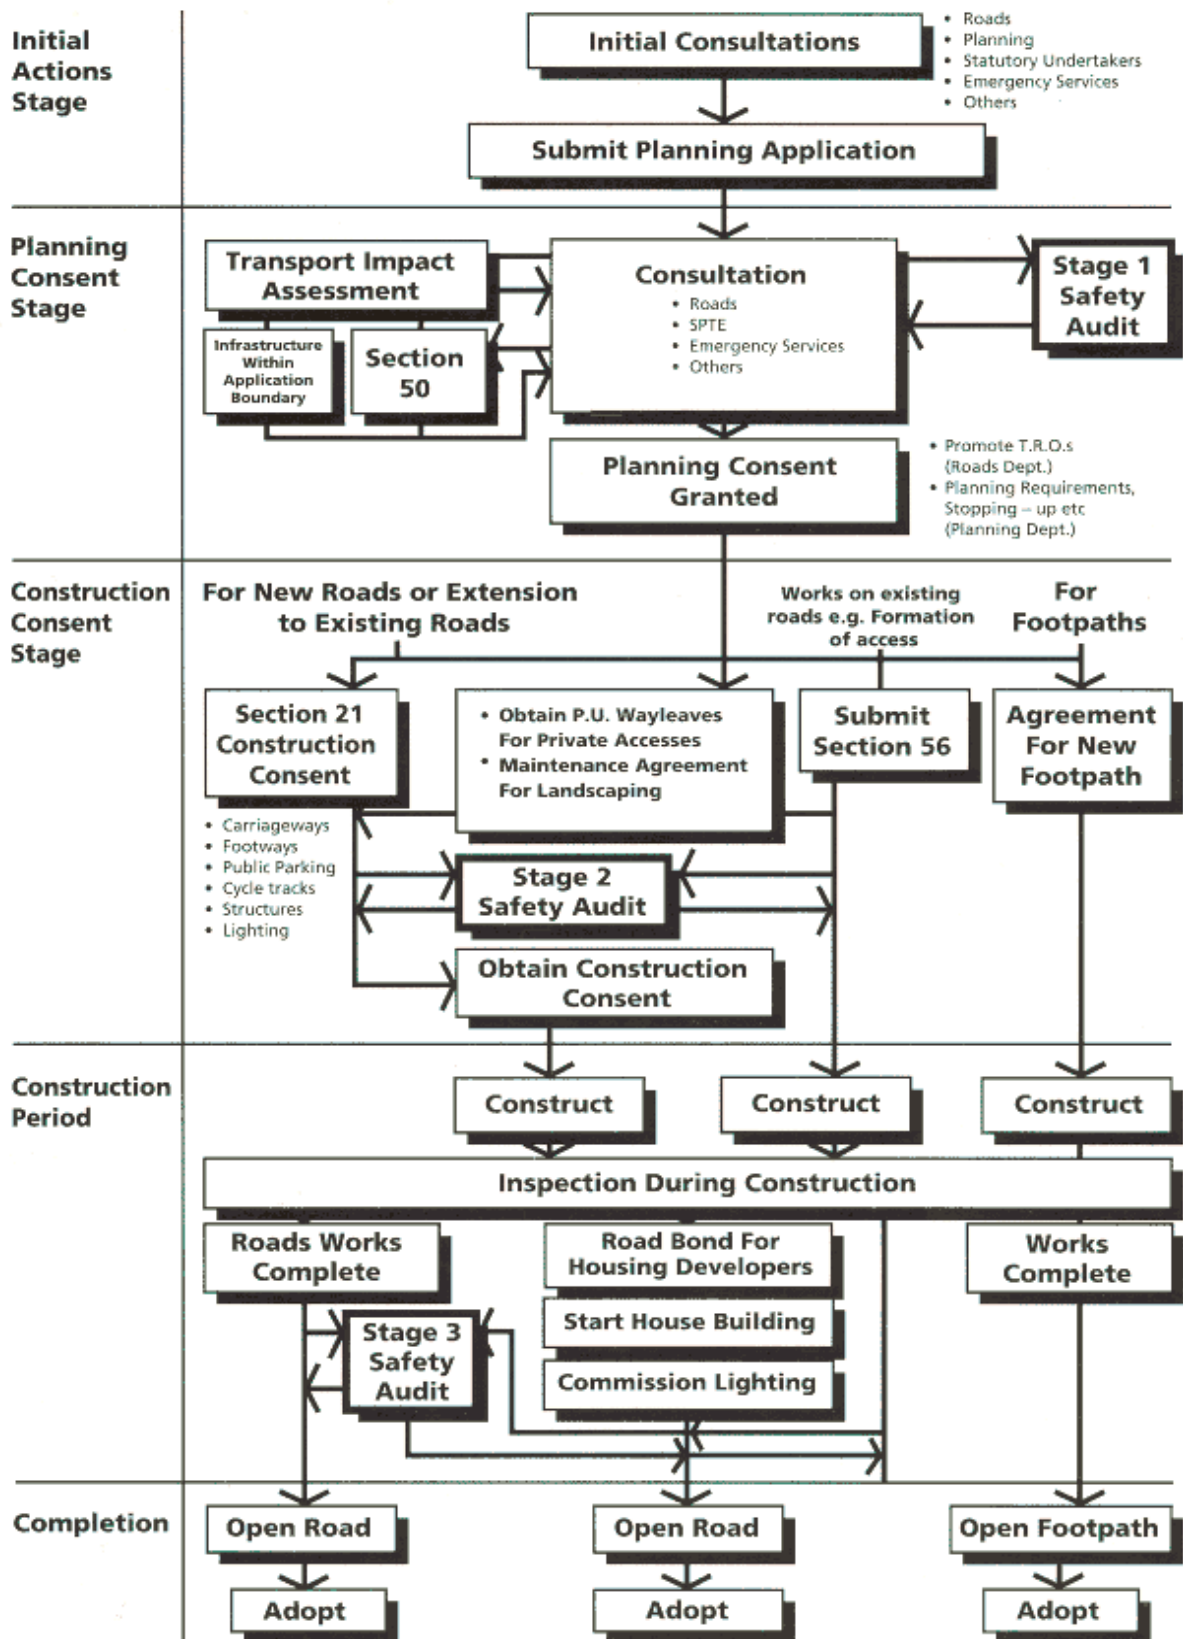 Initial
Actions
Stage
Initial Consultations
• Roads
• Planning
• Statutory Undertakers
• Emergency Services
• Others
Submit Planning Application
Planning
Consent
Stage
Transport Impact
Assessment
Infrastructure
Within
Application
Boundary
Section
50
Consultation
• Roads
• SPTE
• Emergency Services
• Others
Stage 1
Safety
Audit
Planning Consent
Granted
• Promote T.R.O.s
(Roads Dept.)
• Planning Requirements,
Stopping – up etc
(Planning Dept.)
Construction
Consent
Stage
For New Roads or Extension
to Existing Roads
Works on existing
roads e.g. Formation
of access
For
Footpaths
Section 21
Construction
Consent
• Carriageways
• Footways
• Public Parking
• Cycle tracks
• Structures
• Lighting
• Obtain P.U. Wayleaves
For Private Accesses
• Maintenance Agreement
For Landscaping
Submit
Section 56
Agreement
For New
Footpath
Stage 2
Safety Audit
Obtain Construction
Consent
Construction
Period
Construct
Construct
Construct
Inspection During Construction
Roads Works
Complete
Road Bond For
Housing Developers
Works
Complete
Start House Building
Stage 3
Safety
Audit
Commission Lighting
Completion
Open Road
Open Road
Open Footpath
Adopt
Adopt
Adopt